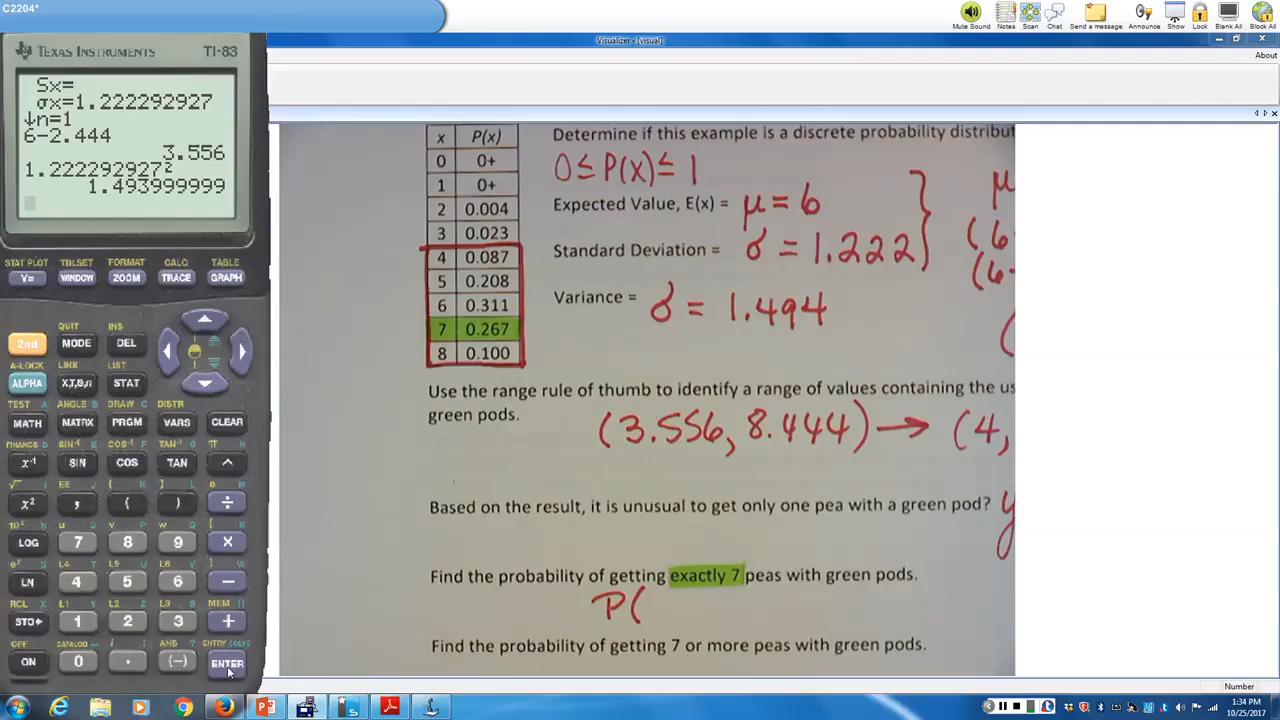 C2204*
Mute Sound Notes Scan Chat Send a message Announce Show Lock Blank All Block All
Visualizer - [visual]
About
TEXAS INSTRUMENTS TI-83
Sx=
σx=1.222292927
↓n=1
6-2.444
3.556
1.222292927²
1.493999999
STAT PLOT TBLSET FORMAT CALC TABLE
Y= WINDOW ZOOM TRACE GRAPH
QUIT INS
2nd MODE DEL
A-LOCK LINK LIST
ALPHA X,T,θ,n STAT
TEST A ANGLE B DRAW C DISTR
MATH MATRX PRGM VARS CLEAR
x⁻¹ SIN COS TAN ^
x² , ( ) ÷
LOG 7 8 9 X
LN 4 5 6 −
RCL X L1 L2 L3 MEM
STO▸ 1 2 3 +
OFF CATALOG ANS ENTRY SOLVE
ON 0 . (−) ENTER
x P(x)
0 0+
1 0+
2 0.004
3 0.023
4 0.087
5 0.208
6 0.311
7 0.267
8 0.100
Determine if this example is a discrete probability distribut
0 ≤ P(x) ≤ 1
Expected Value, E(x) = μ = 6
Standard Deviation = σ = 1.222
Variance = σ = 1.494
μ
(6
(6-
(
Use the range rule of thumb to identify a range of values containing the us
green pods.
(3.556, 8.444) → (4,
Based on the result, it is unusual to get only one pea with a green pod? y
Find the probability of getting exactly 7 peas with green pods.
P(
Find the probability of getting 7 or more peas with green pods.
Number
1:34 PM
10/25/2017